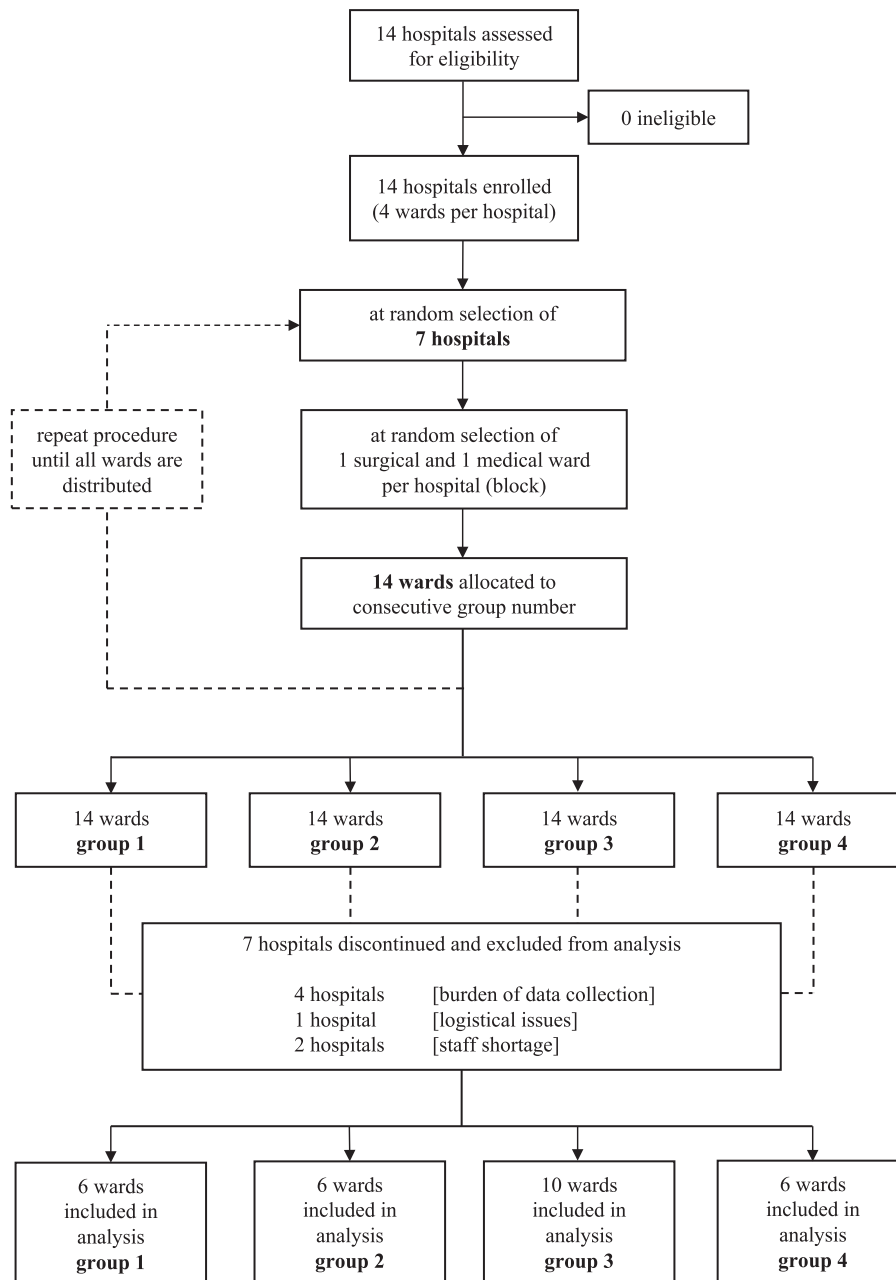 14 hospitals assessed
for eligibility
0 ineligible
14 hospitals enrolled
(4 wards per hospital)
at random selection of
7 hospitals
repeat procedure
until all wards are
distributed
at random selection of
1 surgical and 1 medical ward
per hospital (block)
14 wards allocated to
consecutive group number
14 wards
group 1
14 wards
group 2
14 wards
group 3
14 wards
group 4
7 hospitals discontinued and excluded from analysis
4 hospitals [burden of data collection]
1 hospital [logistical issues]
2 hospitals [staff shortage]
6 wards
included in
analysis
group 1
6 wards
included in
analysis
group 2
10 wards
included in
analysis
group 3
6 wards
included in
analysis
group 4